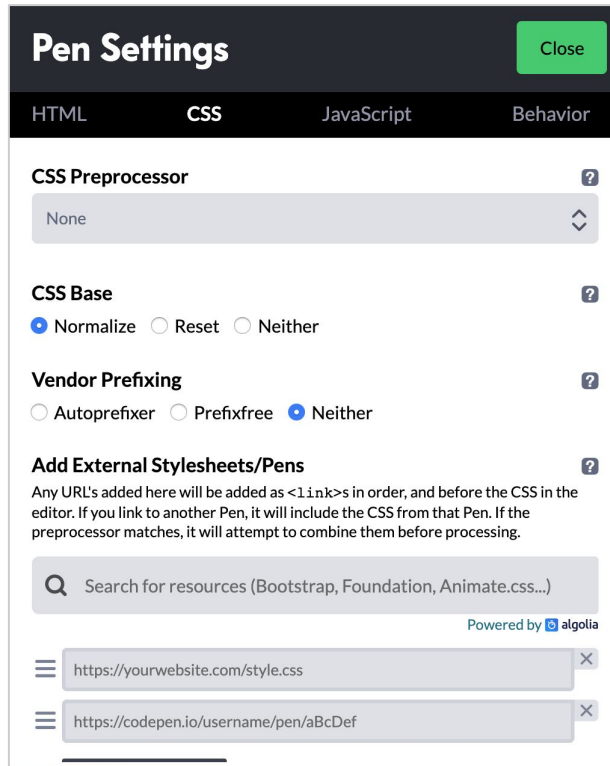 Pen Settings
Close
HTML CSS JavaScript Behavior
CSS Preprocessor ?
None
CSS Base ?
Normalize Reset Neither
Vendor Prefixing ?
Autoprefixer Prefixfree Neither
Add External Stylesheets/Pens ?
Any URL's added here will be added as <link>s in order, and before the CSS in the
editor. If you link to another Pen, it will include the CSS from that Pen. If the
preprocessor matches, it will attempt to combine them before processing.
Search for resources (Bootstrap, Foundation, Animate.css...)
Powered by algolia
https://yourwebsite.com/style.css
https://codepen.io/username/pen/aBcDef